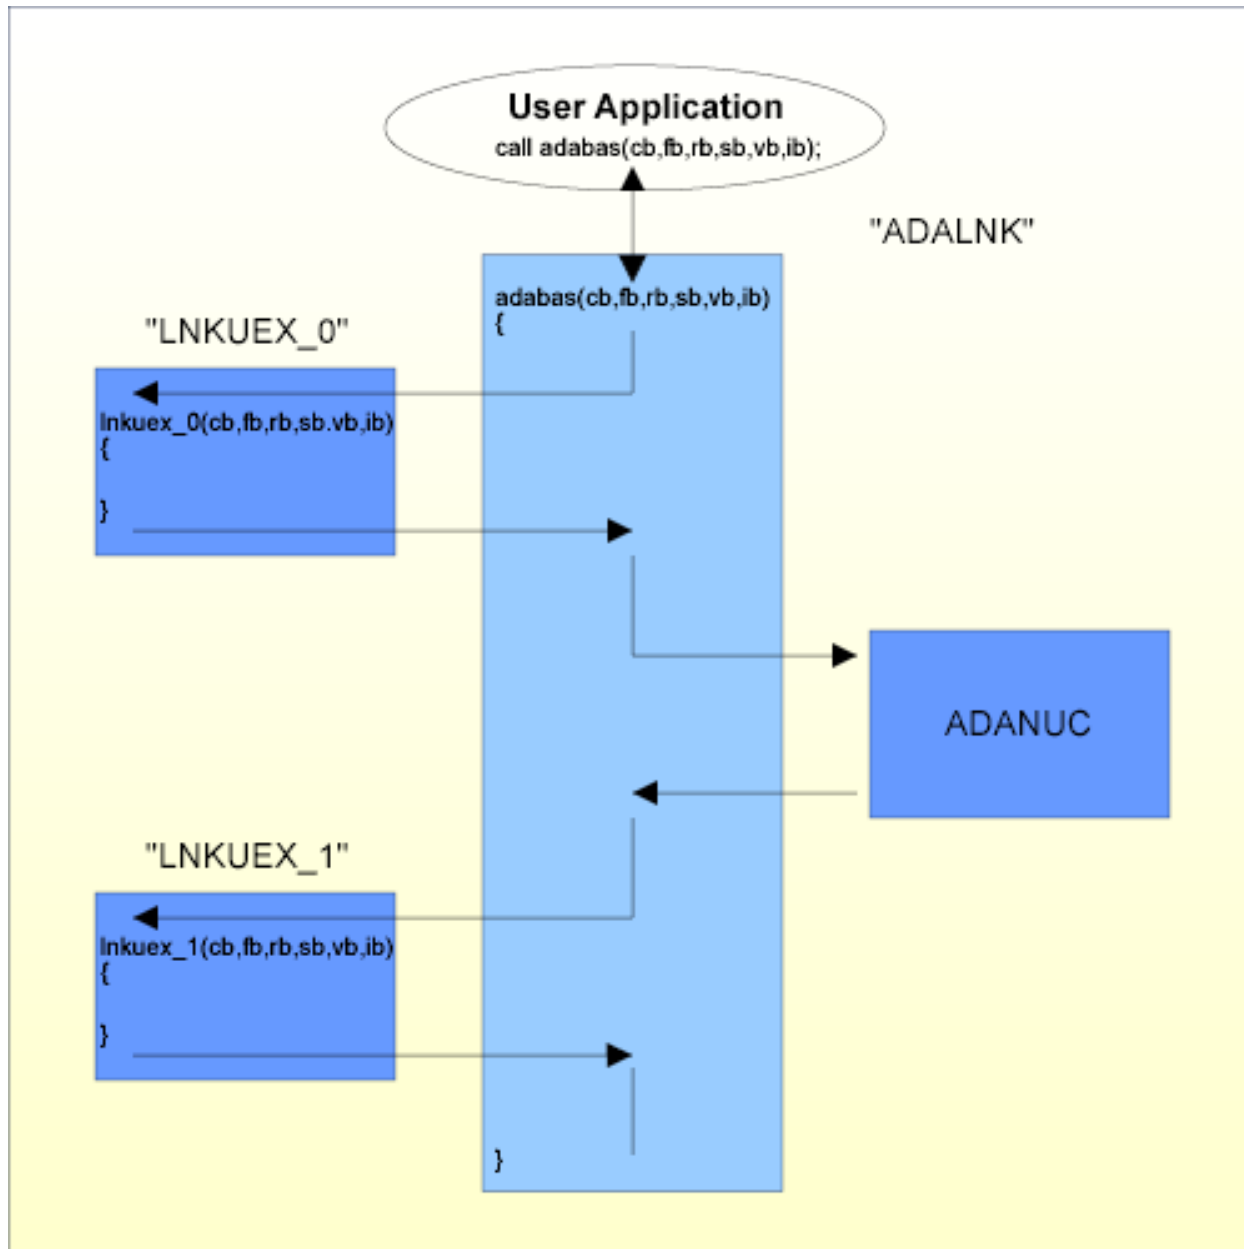 User Application
call adabas(cb,fb,rb,sb,vb,ib);
"ADALNK"
adabas(cb,fb,rb,sb,vb,ib)
{
"LNKUEX_0"
lnkuex_0(cb,fb,rb,sb.vb,ib)
{
}
ADANUC
"LNKUEX_1"
lnkuex_1(cb,fb,rb,sb,vb,ib)
{
}
}